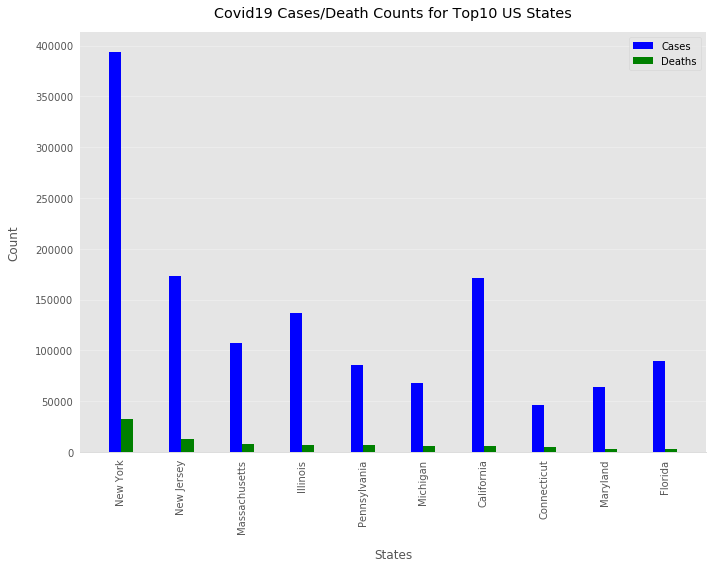 Covid19 Cases/Death Counts for Top10 US States
Cases
Deaths
400000
350000
300000
250000
200000
150000
100000
50000
0
Count
New York
New Jersey
Massachusetts
Illinois
Pennsylvania
Michigan
California
Connecticut
Maryland
Florida
States